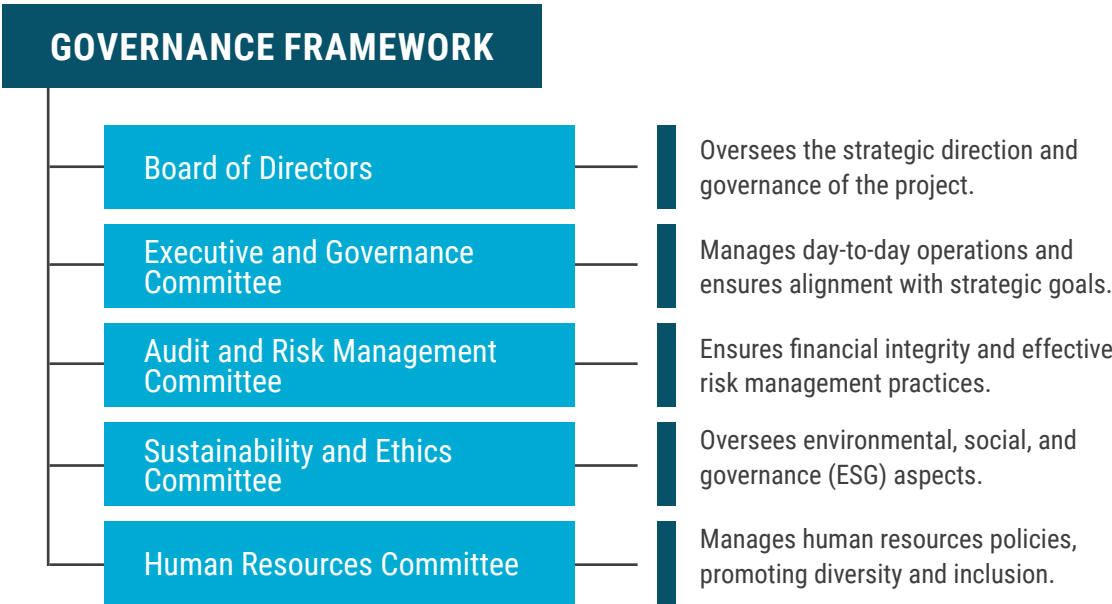 GOVERNANCE FRAMEWORK
Board of Directors
Oversees the strategic direction and
governance of the project.
Executive and Governance
Committee
Manages day-to-day operations and
ensures alignment with strategic goals.
Audit and Risk Management
Committee
Ensures financial integrity and effective
risk management practices.
Sustainability and Ethics
Committee
Oversees environmental, social, and
governance (ESG) aspects.
Human Resources Committee
Manages human resources policies,
promoting diversity and inclusion.